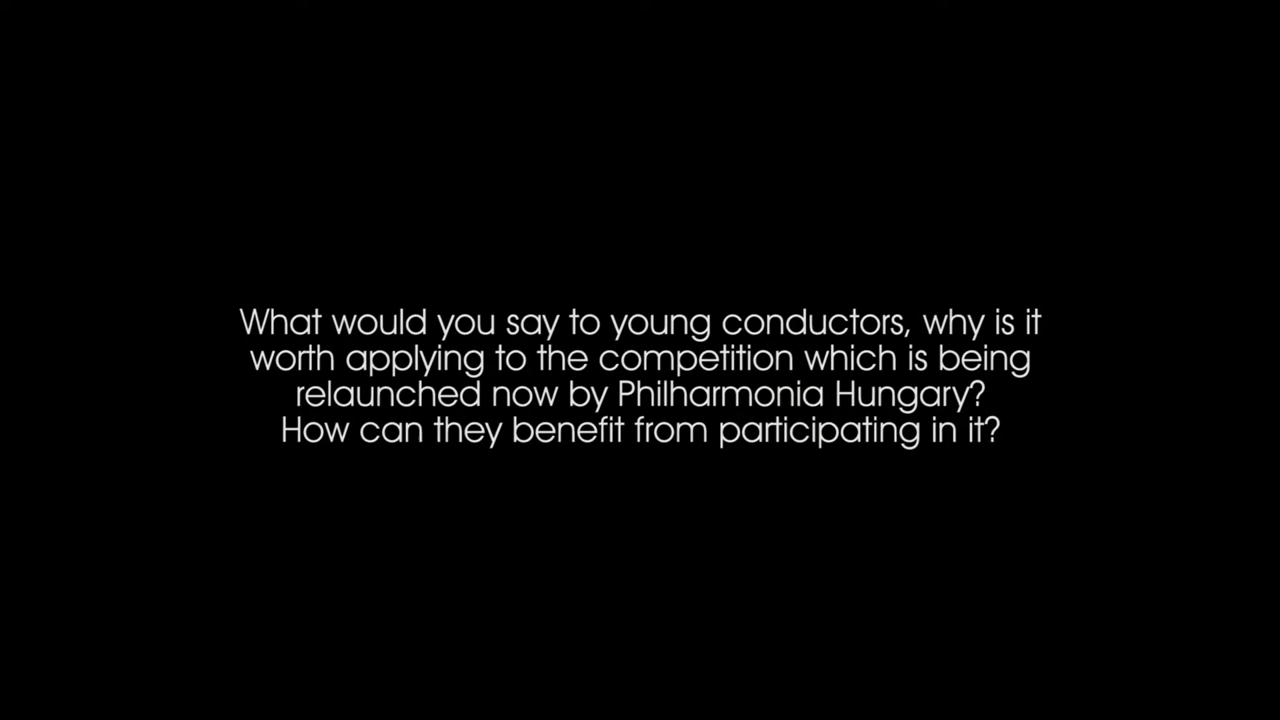 What would you say to young conductors, why is it
worth applying to the competition which is being
relaunched now by Philharmonia Hungary?
How can they benefit from participating in it?